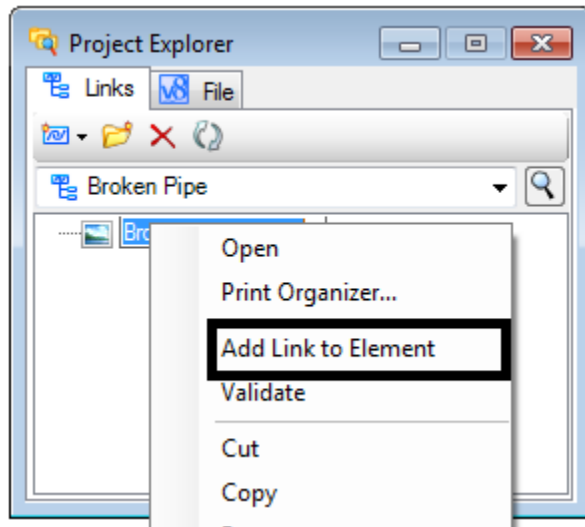 Project Explorer
Links
V8 File
Broken Pipe
Open
Print Organizer...
Add Link to Element
Validate
Cut
Copy